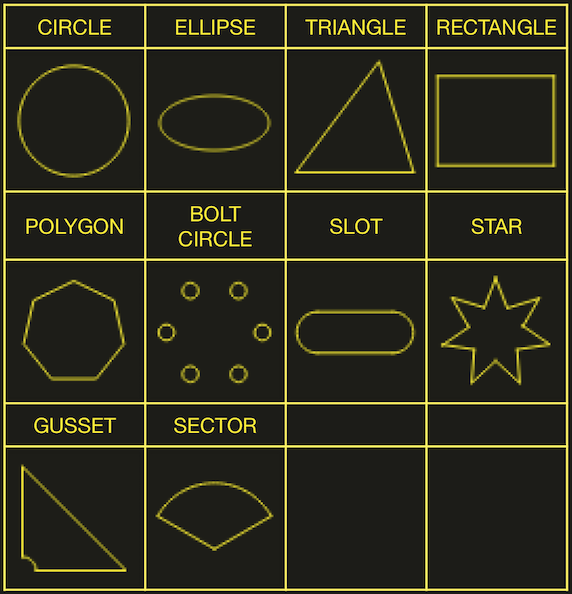 CIRCLE ELLIPSE TRIANGLE RECTANGLE
POLYGON BOLT CIRCLE SLOT STAR
GUSSET SECTOR